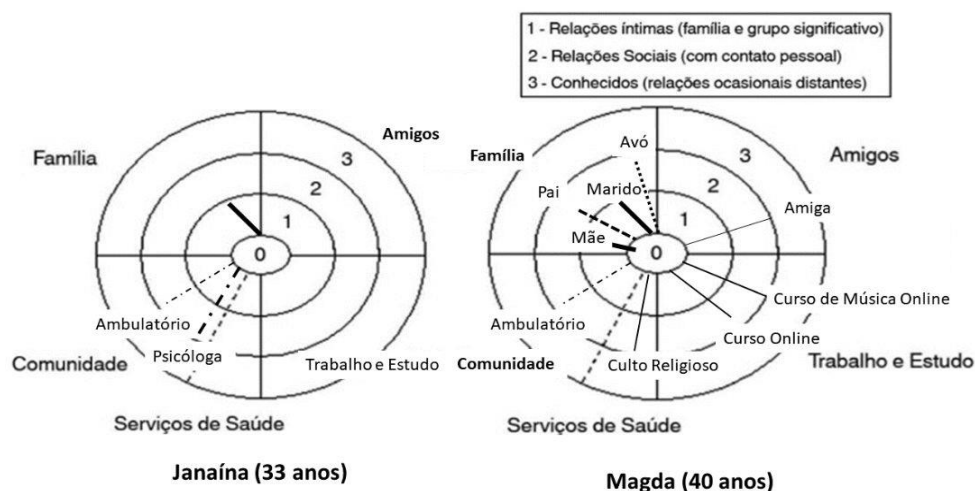 1 - Relações íntimas (família e grupo significativo)
2 - Relações Sociais (com contato pessoal)
3 - Conhecidos (relações ocasionais distantes)
Família
Amigos
3
2
1
0
Ambulatório
Psicóloga
Comunidade
Trabalho e Estudo
Serviços de Saúde
Janaína (33 anos)
Família
Avó
3
Amigos
Pai
Marido
2
Mãe
1
Amiga
0
Curso de Música Online
Ambulatório
Curso Online
Comunidade
Culto Religioso
Trabalho e Estudo
Serviços de Saúde
Magda (40 anos)